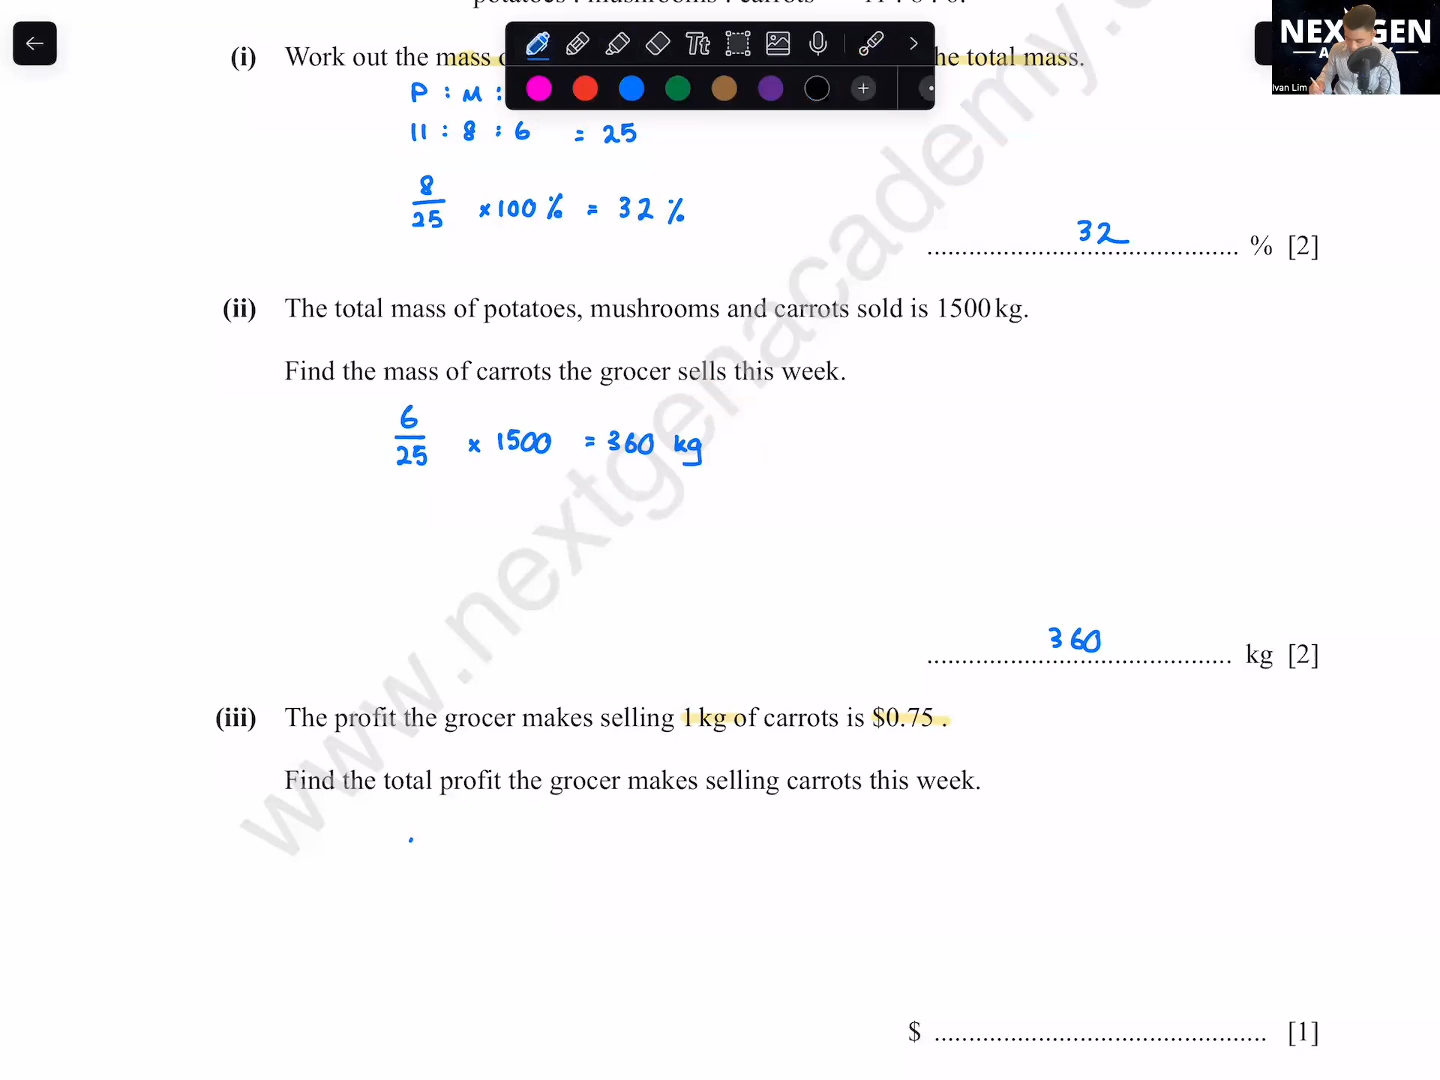 NEXTGEN
(i) Work out the mass he total mass.
Tt
Ivan Lim
P : M :
11 : 8 : 6 = 25
8/25 × 100 % = 32 %
32
% [2]
(ii) The total mass of potatoes, mushrooms and carrots sold is 1500 kg.
Find the mass of carrots the grocer sells this week.
6/25 × 1500 = 360 kg
360
kg [2]
(iii) The profit the grocer makes selling 1 kg of carrots is $0.75 .
Find the total profit the grocer makes selling carrots this week.
$ [1]
www.nextgenacademy.c